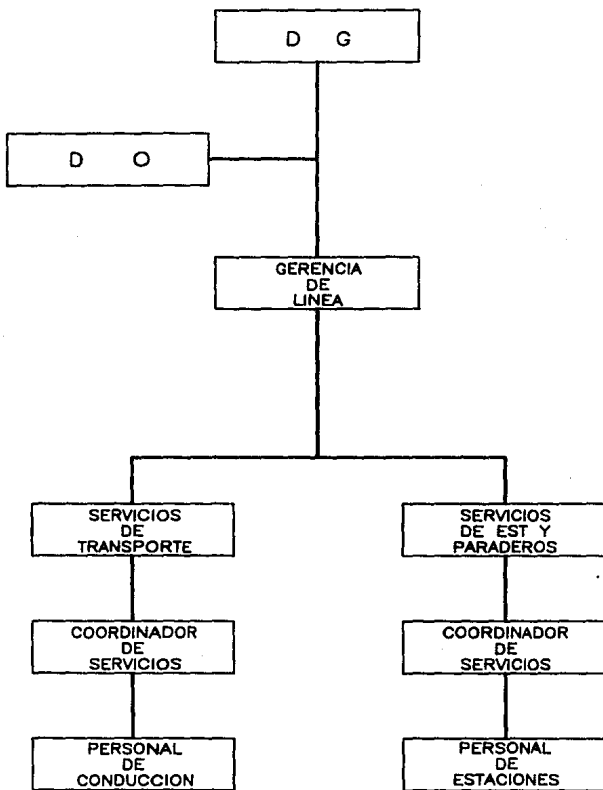 D G
D O
GERENCIA
DE
LINEA
SERVICIOS
DE
TRANSPORTE
SERVICIOS
DE EST Y
PARADEROS
COORDINADOR
DE
SERVICIOS
COORDINADOR
DE
SERVICIOS
PERSONAL
DE
CONDUCCION
PERSONAL
DE
ESTACIONES